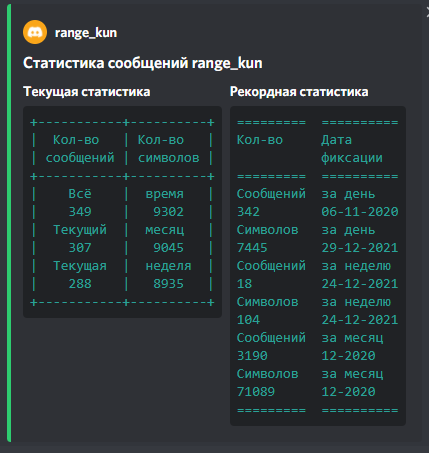 range_kun
Статистика сообщений range_kun
Текущая статистика
+-----------+----------+
| Кол-во | Кол-во |
| сообщений | символов |
+-----------+----------+
| Всё | время |
| 349 | 9302 |
| Текущий | месяц |
| 307 | 9045 |
| Текущая | неделя |
| 288 | 8935 |
+-----------+----------+
Рекордная статистика
========= ==========
Кол-во Дата
фиксации
========= ==========
Сообщений за день
342 06-11-2020
Символов за день
7445 29-12-2021
Сообщений за неделю
18 24-12-2021
Символов за неделю
104 24-12-2021
Сообщений за месяц
3190 12-2020
Символов за месяц
71089 12-2020
========= ==========